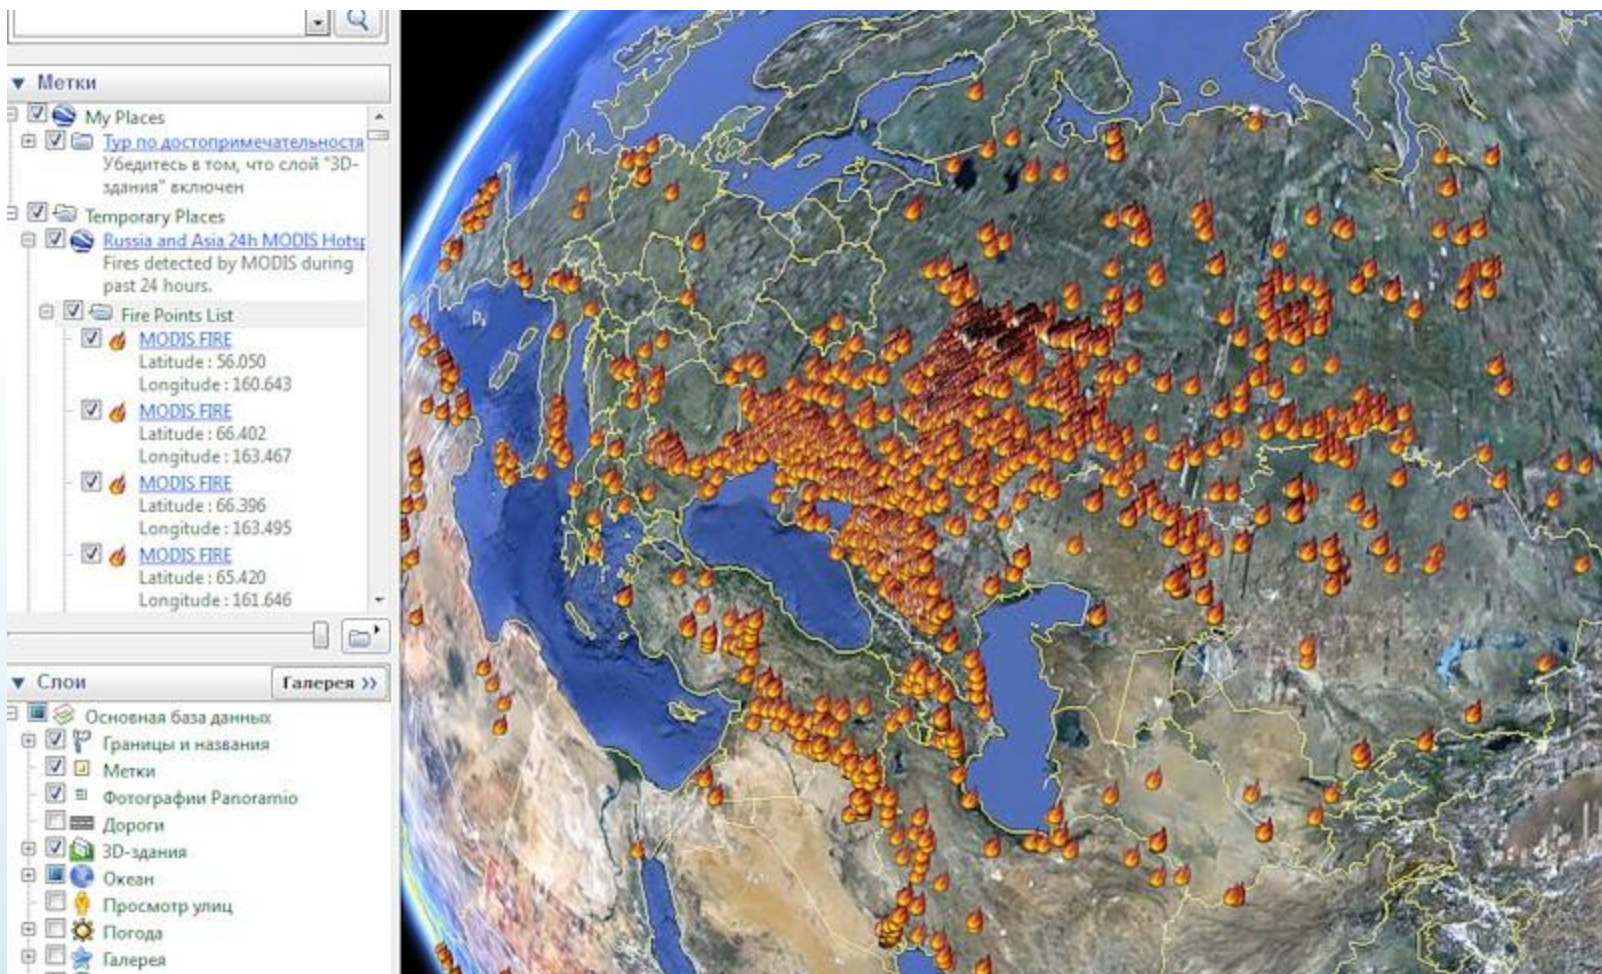 Метки
My Places
Тур по достопримечательностя
Убедитесь в том, что слой "3D-
здания" включен
Temporary Places
Russia and Asia 24h MODIS Hotsp
Fires detected by MODIS during
past 24 hours.
Fire Points List
MODIS FIRE
Latitude : 56.050
Longitude : 160.643
MODIS FIRE
Latitude : 66.402
Longitude : 163.467
MODIS FIRE
Latitude : 66.396
Longitude : 163.495
MODIS FIRE
Latitude : 65.420
Longitude : 161.646
Слои
Галерея >>
Основная база данных
Границы и названия
Метки
Фотографии Panoramio
Дороги
3D-здания
Океан
Просмотр улиц
Погода
Галерея